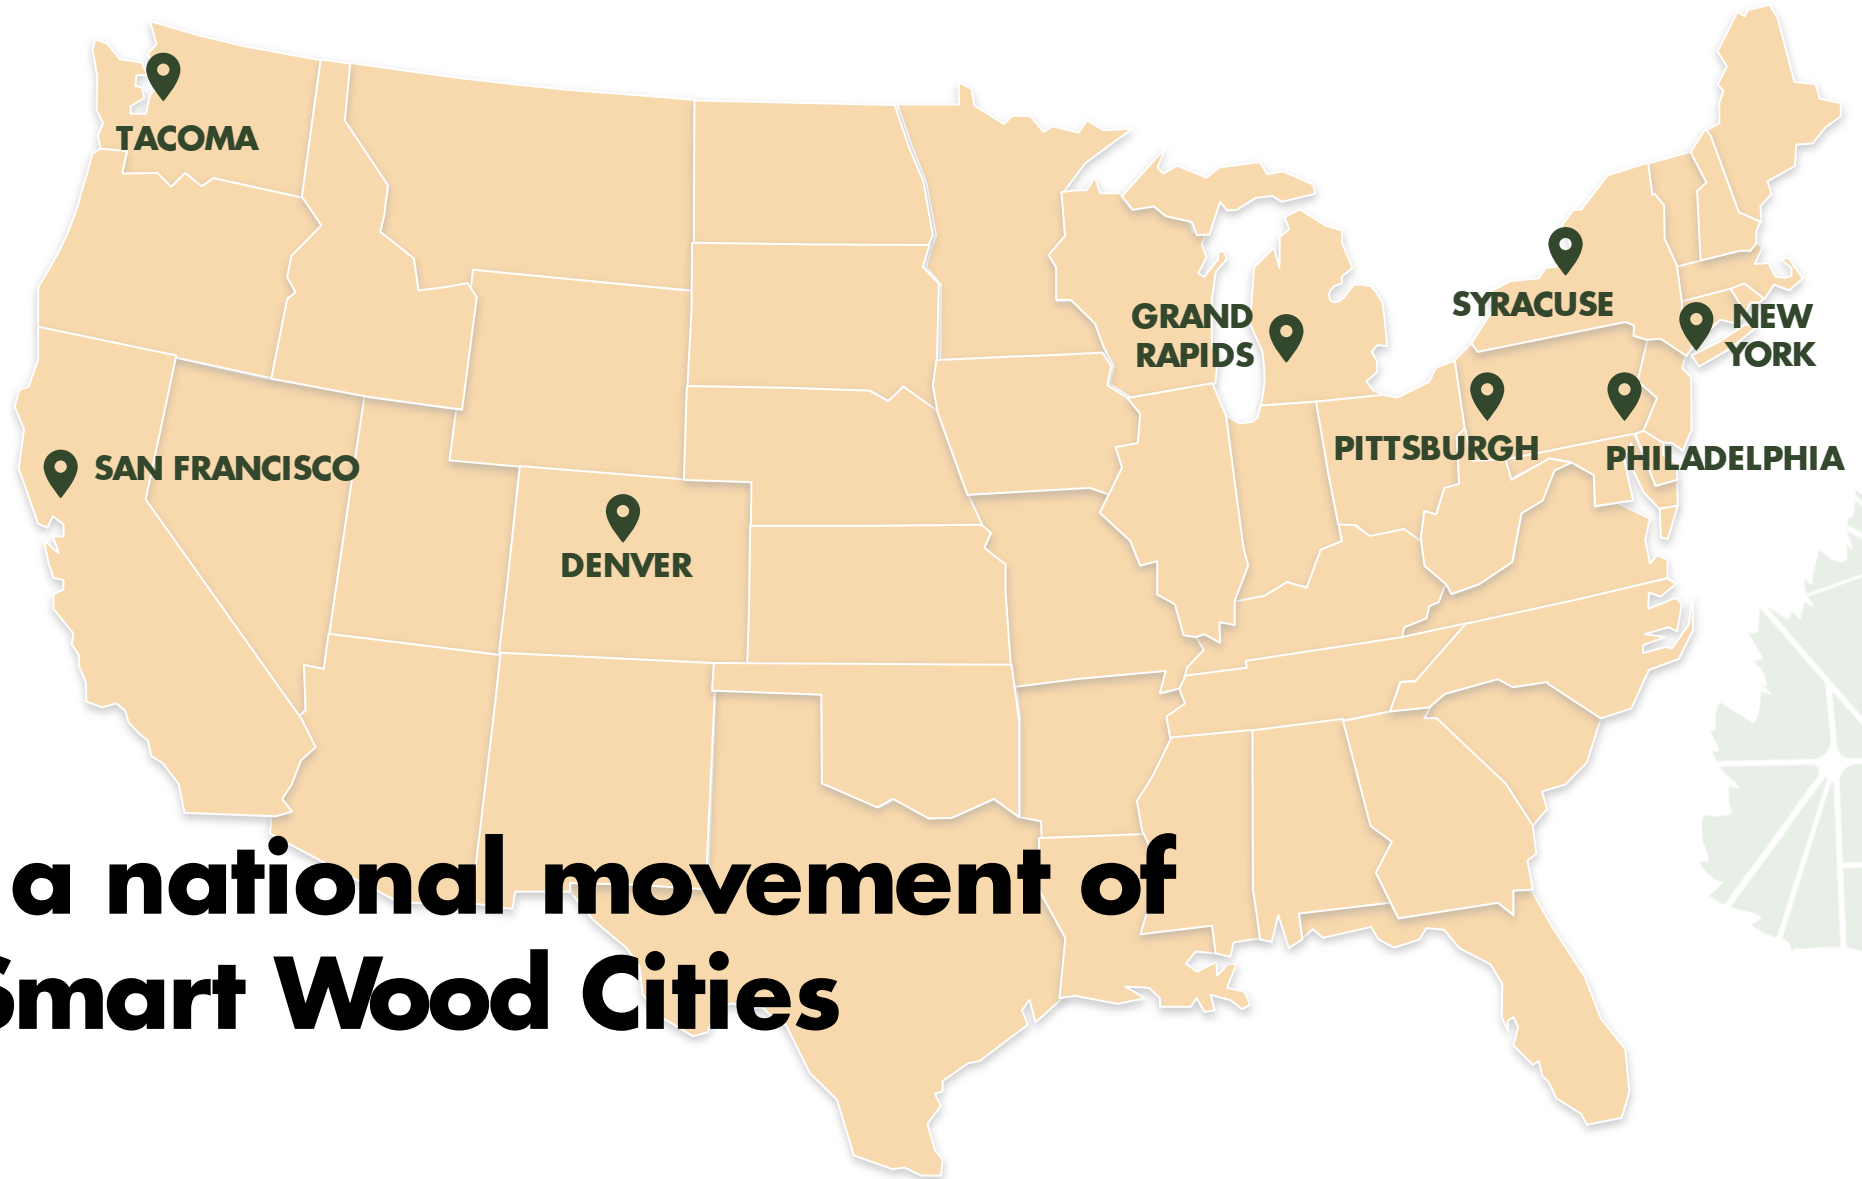 TACOMA
SYRACUSE
GRAND
RAPIDS
NEW
YORK
PITTSBURGH
PHILADELPHIA
SAN FRANCISCO
DENVER
a national movement of
Smart Wood Cities